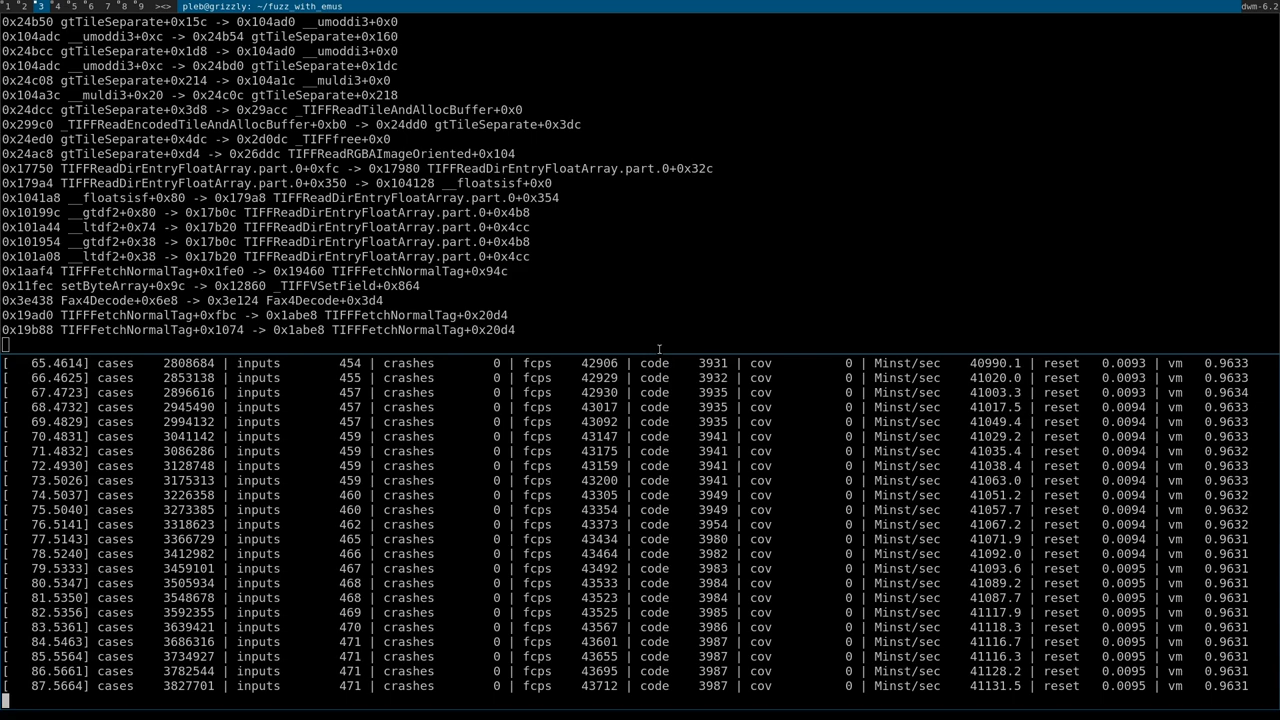 1 2 3 4 5 6 7 8 9 ><> pleb@grizzly: ~/fuzz_with_emus dwm-6.2
0x24b50 gtTileSeparate+0x15c -> 0x104ad0 __umoddi3+0x0
0x104adc __umoddi3+0xc -> 0x24b54 gtTileSeparate+0x160
0x24bcc gtTileSeparate+0x1d8 -> 0x104ad0 __umoddi3+0x0
0x104adc __umoddi3+0xc -> 0x24bd0 gtTileSeparate+0x1dc
0x24c08 gtTileSeparate+0x214 -> 0x104a1c __muldi3+0x0
0x104a3c __muldi3+0x20 -> 0x24c0c gtTileSeparate+0x218
0x24dcc gtTileSeparate+0x3d8 -> 0x29acc _TIFFReadTileAndAllocBuffer+0x0
0x299c0 _TIFFReadEncodedTileAndAllocBuffer+0xb0 -> 0x24dd0 gtTileSeparate+0x3dc
0x24ed0 gtTileSeparate+0x4dc -> 0x2d0dc _TIFFfree+0x0
0x24ac8 gtTileSeparate+0xd4 -> 0x26ddc TIFFReadRGBAImageOriented+0x104
0x17750 TIFFReadDirEntryFloatArray.part.0+0xfc -> 0x17980 TIFFReadDirEntryFloatArray.part.0+0x32c
0x179a4 TIFFReadDirEntryFloatArray.part.0+0x350 -> 0x104128 __floatsisf+0x0
0x1041a8 __floatsisf+0x80 -> 0x179a8 TIFFReadDirEntryFloatArray.part.0+0x354
0x10199c __gtdf2+0x80 -> 0x17b0c TIFFReadDirEntryFloatArray.part.0+0x4b8
0x101a44 __ltdf2+0x74 -> 0x17b20 TIFFReadDirEntryFloatArray.part.0+0x4cc
0x101954 __gtdf2+0x38 -> 0x17b0c TIFFReadDirEntryFloatArray.part.0+0x4b8
0x101a08 __ltdf2+0x38 -> 0x17b20 TIFFReadDirEntryFloatArray.part.0+0x4cc
0x1aaf4 TIFFFetchNormalTag+0x1fe0 -> 0x19460 TIFFFetchNormalTag+0x94c
0x11fec setByteArray+0x9c -> 0x12860 _TIFFVSetField+0x864
0x3e438 Fax4Decode+0x6e8 -> 0x3e124 Fax4Decode+0x3d4
0x19ad0 TIFFFetchNormalTag+0xfbc -> 0x1abe8 TIFFFetchNormalTag+0x20d4
0x19b88 TIFFFetchNormalTag+0x1074 -> 0x1abe8 TIFFFetchNormalTag+0x20d4
[ 65.4614] cases 2808684 | inputs 454 | crashes 0 | fcps 42906 | code 3931 | cov 0 | Minst/sec 40990.1 | reset 0.0093 | vm 0.9633
[ 66.4625] cases 2853138 | inputs 455 | crashes 0 | fcps 42929 | code 3932 | cov 0 | Minst/sec 41020.0 | reset 0.0093 | vm 0.9633
[ 67.4723] cases 2896616 | inputs 457 | crashes 0 | fcps 42930 | code 3935 | cov 0 | Minst/sec 41003.3 | reset 0.0093 | vm 0.9634
[ 68.4732] cases 2945490 | inputs 457 | crashes 0 | fcps 43017 | code 3935 | cov 0 | Minst/sec 41017.5 | reset 0.0094 | vm 0.9633
[ 69.4829] cases 2994132 | inputs 457 | crashes 0 | fcps 43092 | code 3935 | cov 0 | Minst/sec 41049.4 | reset 0.0094 | vm 0.9633
[ 70.4831] cases 3041142 | inputs 459 | crashes 0 | fcps 43147 | code 3941 | cov 0 | Minst/sec 41029.2 | reset 0.0094 | vm 0.9633
[ 71.4832] cases 3086286 | inputs 459 | crashes 0 | fcps 43175 | code 3941 | cov 0 | Minst/sec 41035.4 | reset 0.0094 | vm 0.9632
[ 72.4930] cases 3128748 | inputs 459 | crashes 0 | fcps 43159 | code 3941 | cov 0 | Minst/sec 41038.4 | reset 0.0094 | vm 0.9633
[ 73.5026] cases 3175313 | inputs 459 | crashes 0 | fcps 43200 | code 3941 | cov 0 | Minst/sec 41063.0 | reset 0.0094 | vm 0.9633
[ 74.5037] cases 3226358 | inputs 460 | crashes 0 | fcps 43305 | code 3949 | cov 0 | Minst/sec 41051.2 | reset 0.0094 | vm 0.9632
[ 75.5040] cases 3273385 | inputs 460 | crashes 0 | fcps 43354 | code 3949 | cov 0 | Minst/sec 41057.7 | reset 0.0094 | vm 0.9632
[ 76.5141] cases 3318623 | inputs 462 | crashes 0 | fcps 43373 | code 3954 | cov 0 | Minst/sec 41067.2 | reset 0.0094 | vm 0.9632
[ 77.5143] cases 3366729 | inputs 465 | crashes 0 | fcps 43434 | code 3980 | cov 0 | Minst/sec 41071.9 | reset 0.0094 | vm 0.9631
[ 78.5240] cases 3412982 | inputs 466 | crashes 0 | fcps 43464 | code 3982 | cov 0 | Minst/sec 41092.0 | reset 0.0094 | vm 0.9631
[ 79.5333] cases 3459101 | inputs 467 | crashes 0 | fcps 43492 | code 3983 | cov 0 | Minst/sec 41093.6 | reset 0.0095 | vm 0.9631
[ 80.5347] cases 3505934 | inputs 468 | crashes 0 | fcps 43533 | code 3984 | cov 0 | Minst/sec 41089.2 | reset 0.0095 | vm 0.9631
[ 81.5350] cases 3548678 | inputs 468 | crashes 0 | fcps 43523 | code 3984 | cov 0 | Minst/sec 41087.7 | reset 0.0095 | vm 0.9631
[ 82.5356] cases 3592355 | inputs 469 | crashes 0 | fcps 43525 | code 3985 | cov 0 | Minst/sec 41117.9 | reset 0.0095 | vm 0.9631
[ 83.5361] cases 3639421 | inputs 470 | crashes 0 | fcps 43567 | code 3986 | cov 0 | Minst/sec 41118.3 | reset 0.0095 | vm 0.9631
[ 84.5463] cases 3686316 | inputs 471 | crashes 0 | fcps 43601 | code 3987 | cov 0 | Minst/sec 41116.7 | reset 0.0095 | vm 0.9631
[ 85.5564] cases 3734927 | inputs 471 | crashes 0 | fcps 43655 | code 3987 | cov 0 | Minst/sec 41116.3 | reset 0.0095 | vm 0.9631
[ 86.5661] cases 3782544 | inputs 471 | crashes 0 | fcps 43695 | code 3987 | cov 0 | Minst/sec 41128.2 | reset 0.0095 | vm 0.9631
[ 87.5664] cases 3827701 | inputs 471 | crashes 0 | fcps 43712 | code 3987 | cov 0 | Minst/sec 41131.5 | reset 0.0095 | vm 0.9631